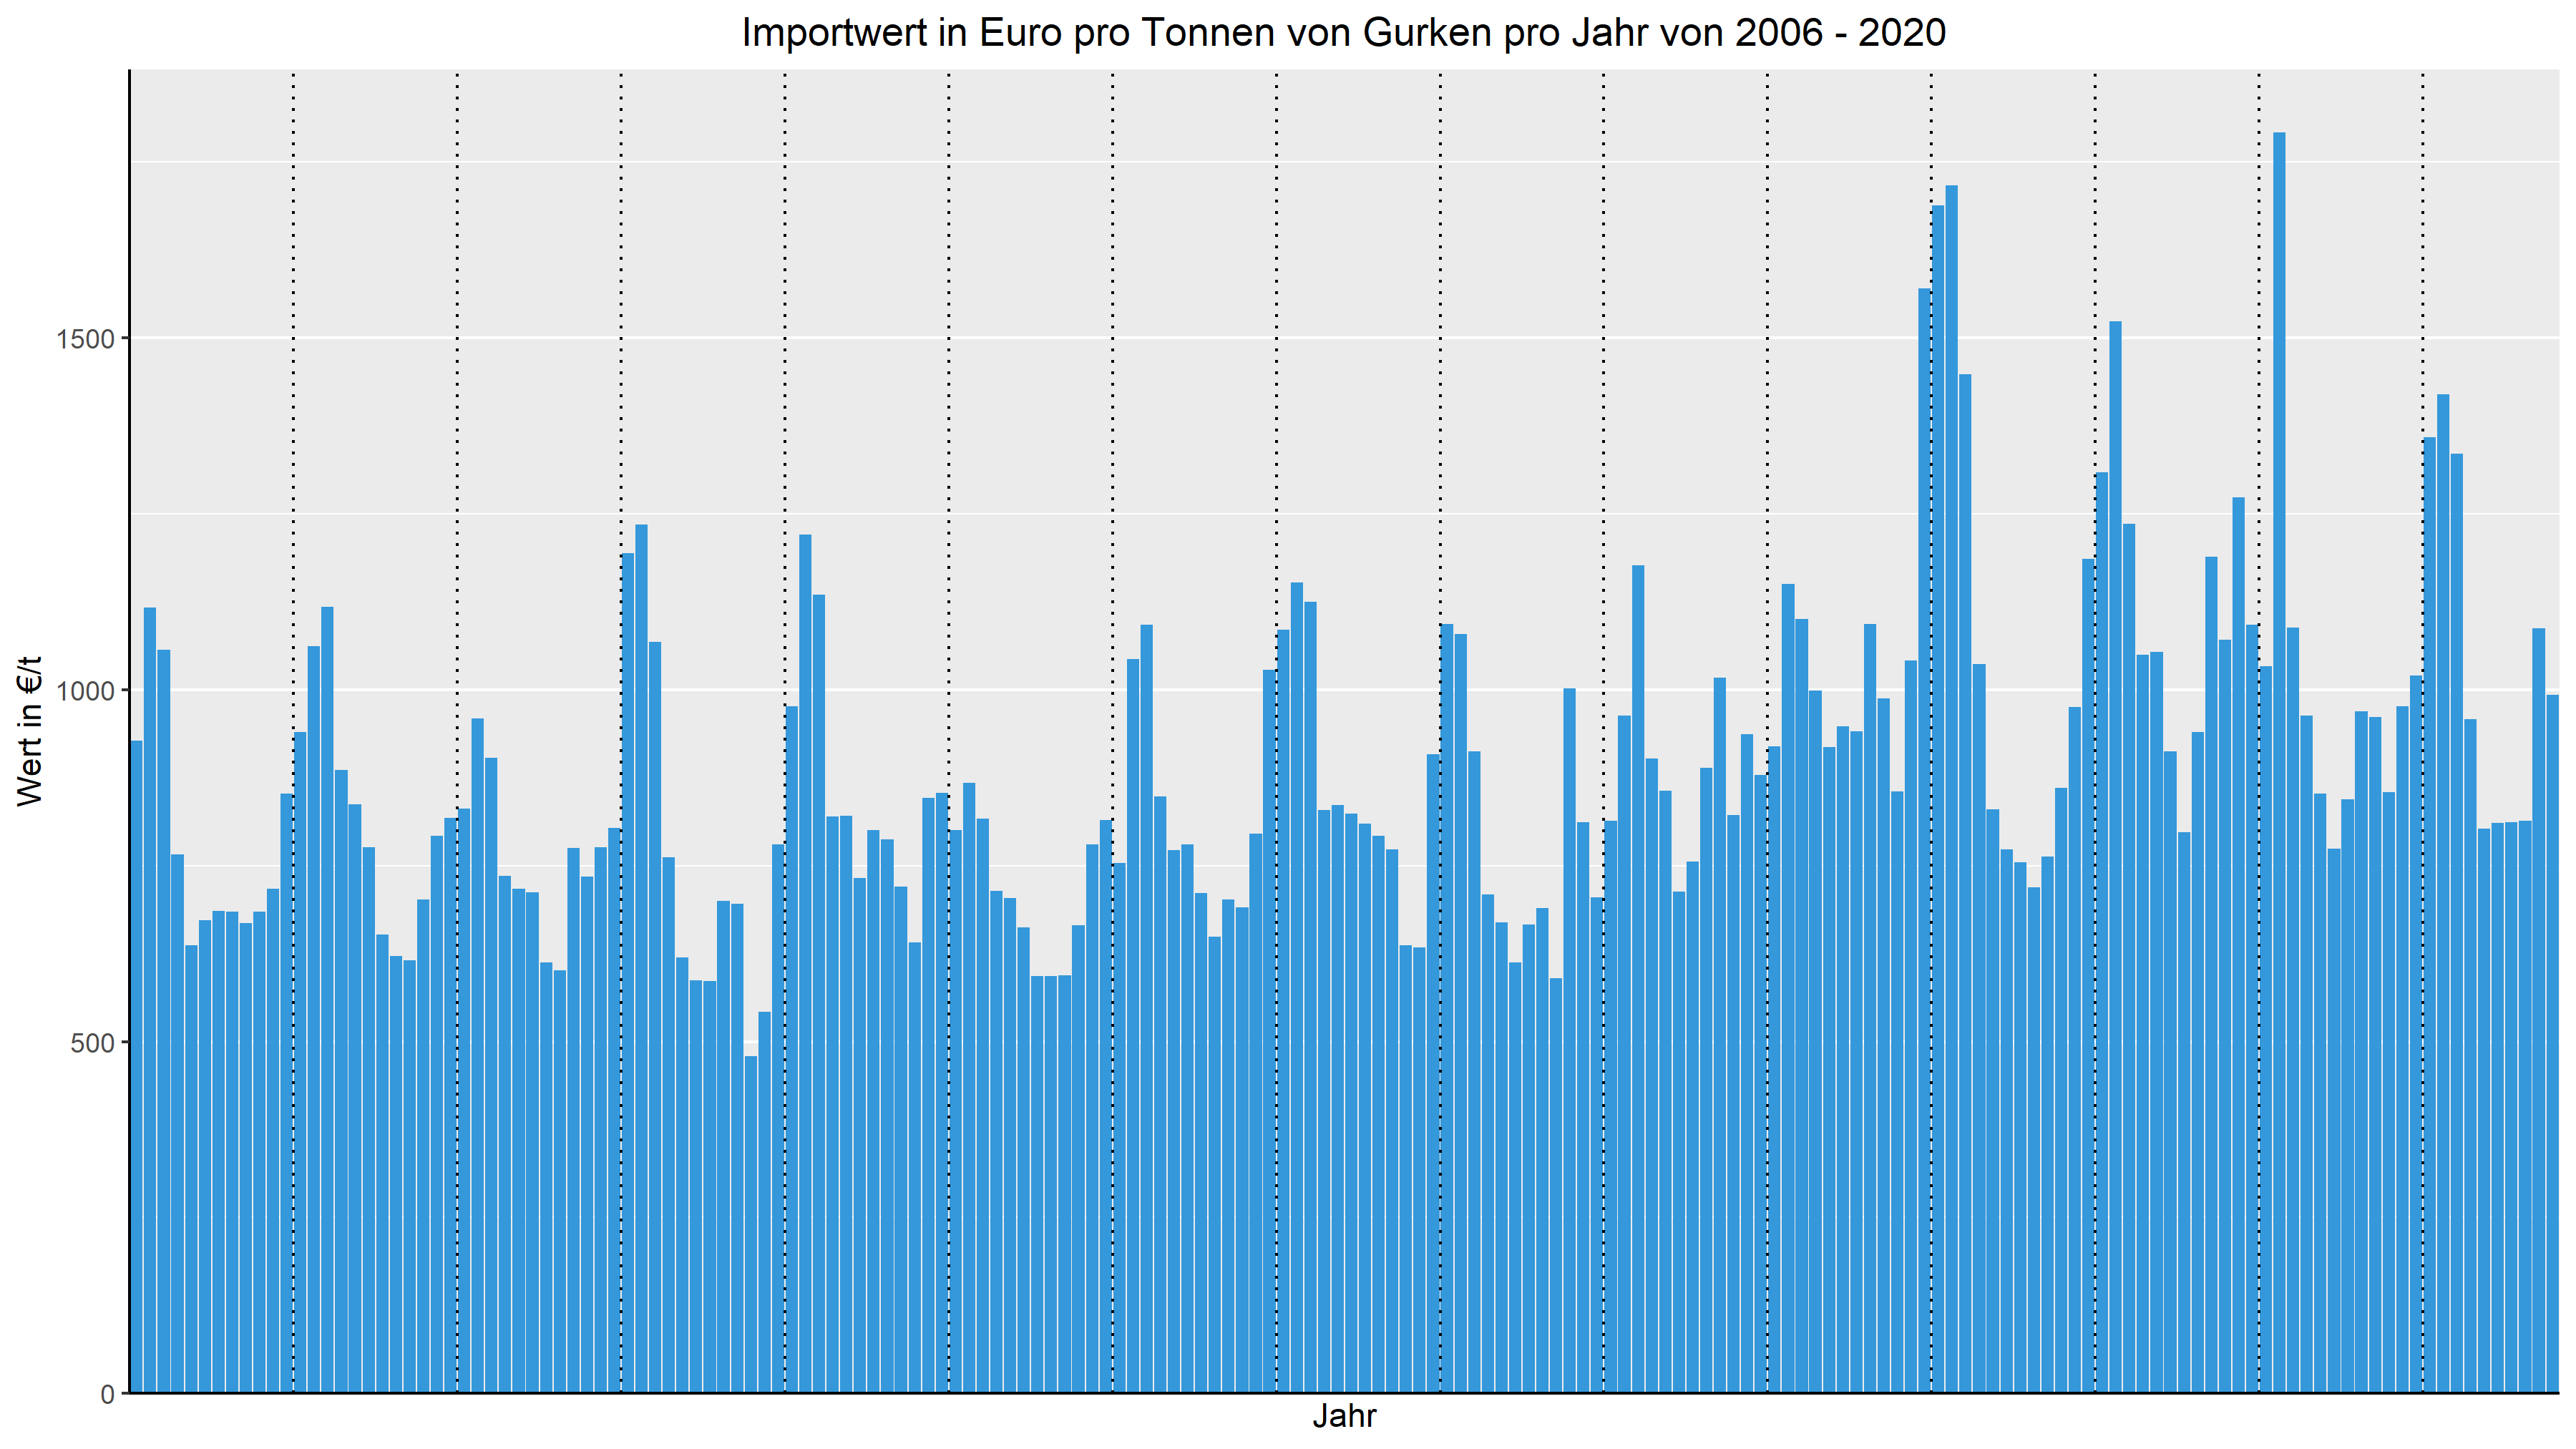 Importwert in Euro pro Tonnen von Gurken pro Jahr von 2006 - 2020
Wert in €/t
1500
1000
500
0
Jahr